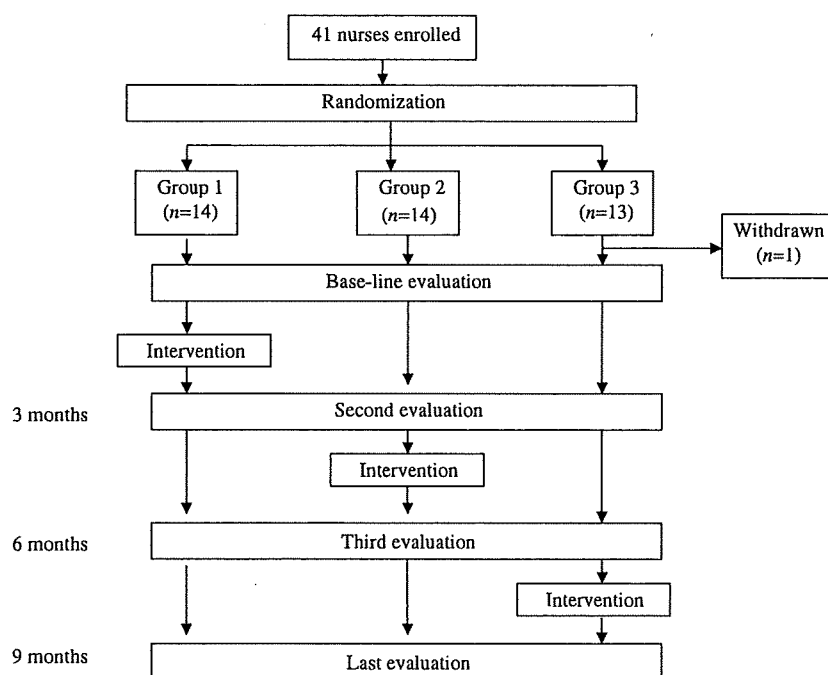 41 nurses enrolled
Randomization
Group 1
(n=14)
Group 2
(n=14)
Group 3
(n=13)
Withdrawn
(n=1)
Base-line evaluation
Intervention
3 months
Second evaluation
Intervention
6 months
Third evaluation
Intervention
9 months
Last evaluation